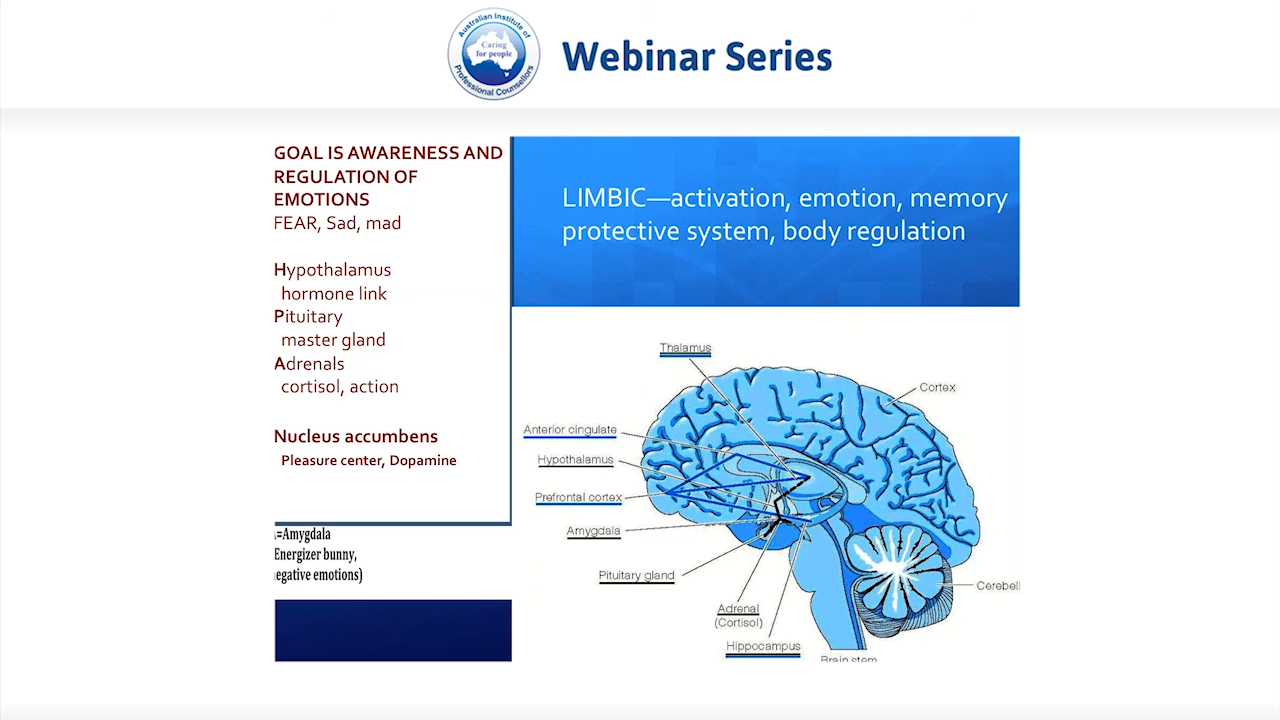 Australian Institute of
Caring
for people
Professional Counsellors
Webinar Series
GOAL IS AWARENESS AND
REGULATION OF
EMOTIONS
FEAR, Sad, mad
Hypothalamus
hormone link
Pituitary
master gland
Adrenals
cortisol, action
Nucleus accumbens
Pleasure center, Dopamine
=Amygdala
Energizer bunny,
egative emotions)
LIMBIC—activation, emotion, memory
protective system, body regulation
Thalamus
Cortex
Anterior cingulate
Hypothalamus
Prefrontal cortex
Amygdala
Pituitary gland
Cerebell
Adrenal
(Cortisol)
Hippocampus
Brain stem